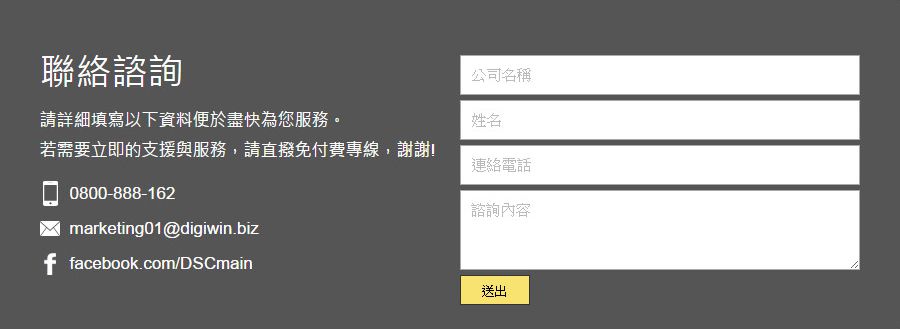 聯絡諮詢
請詳細填寫以下資料便於盡快為您服務。
若需要立即的支援與服務，請直撥免付費專線，謝謝!
0800-888-162
marketing01@digiwin.biz
facebook.com/DSCmain
公司名稱
姓名
連絡電話
諮詢內容
送出